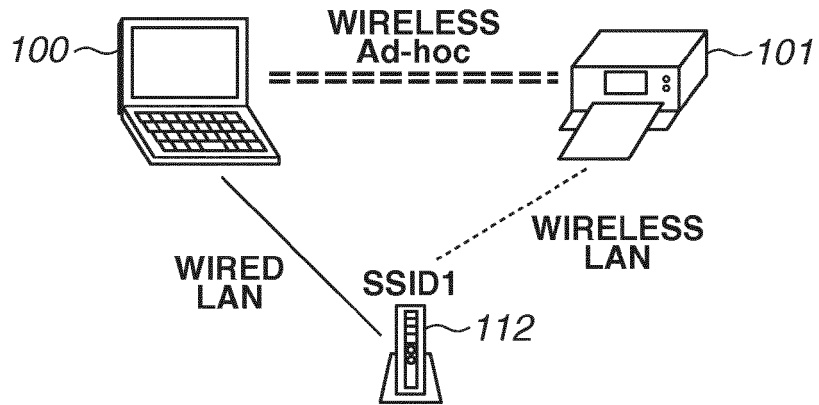 WIRELESS
Ad-hoc
100
101
WIRELESS
LAN
WIRED
LAN
SSID1
112